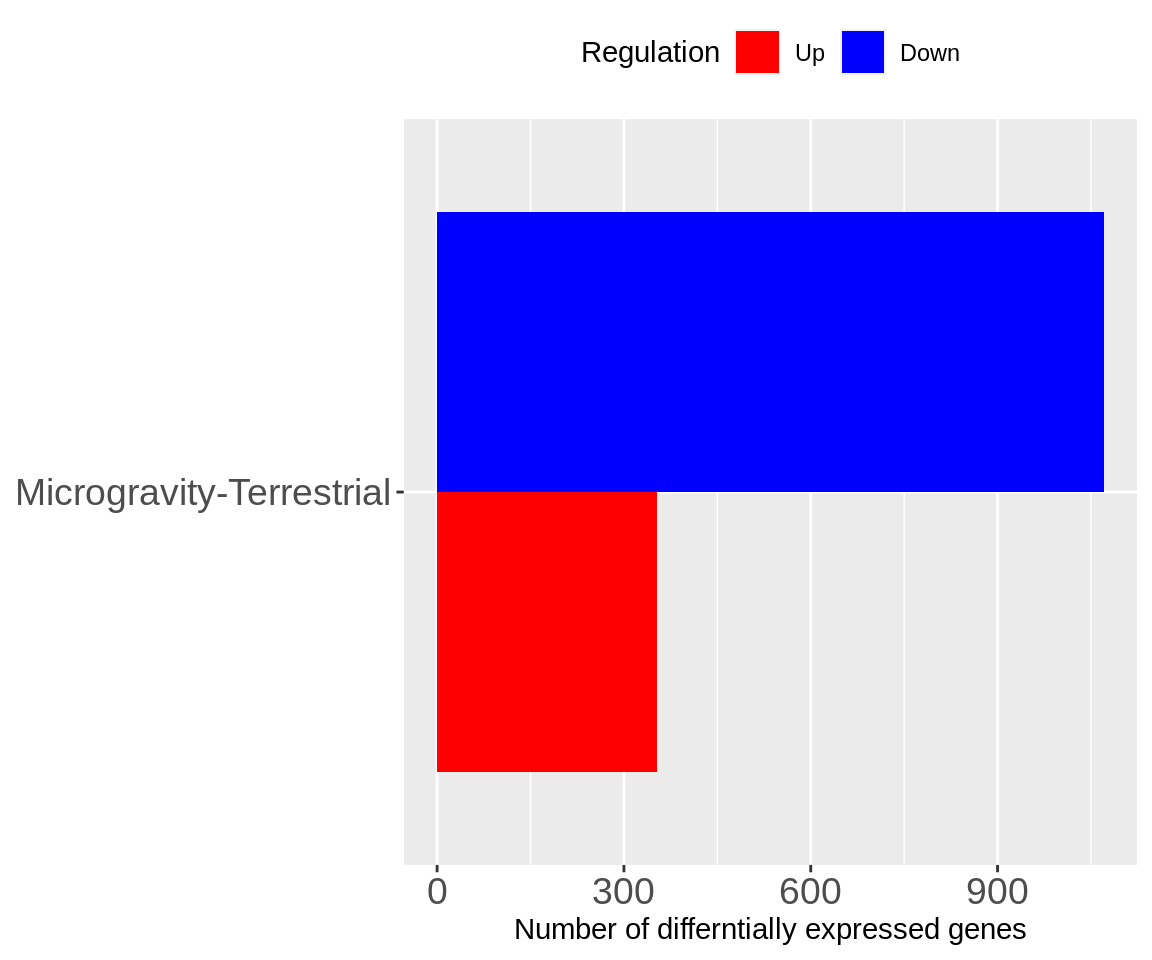 Regulation Up Down
Microgravity-Terrestrial
0 300 600 900
Number of differntially expressed genes